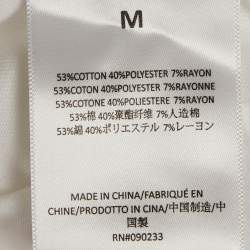 M
53%COTTON 40%POLYESTER 7%RAYON
53%COTON 40%POLYESTER 7%RAYONNE
53%COTONE 40%POLIESTERE 7%RAYON
53%棉 40%聚酯纤维 7%人造棉
53%綿 40%ポリエステル 7%レーヨン
MADE IN CHINA/FABRIQUÉ EN
CHINE/PRODOTTO IN CINA/中国制造/中
国製
RN#090233